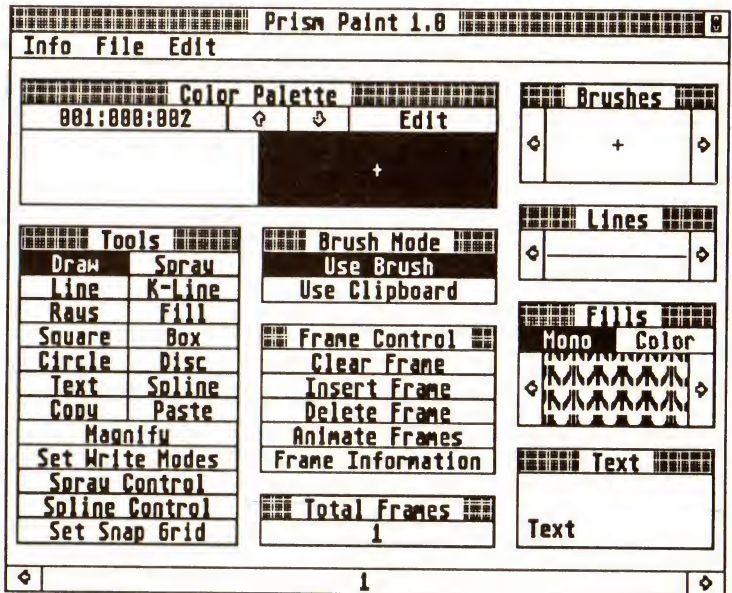 Prism Paint 1.0
Info File Edit
Color Palette
001:000:002 Edit
Brushes
Lines
Tools
Draw Spray
Line K-Line
Rays Fill
Square Box
Circle Disc
Text Spline
Copy Paste
Magnify
Set Write Modes
Spray Control
Spline Control
Set Snap Grid
Brush Mode
Use Brush
Use Clipboard
Frame Control
Clear Frame
Insert Frame
Delete Frame
Animate Frames
Frame Information
Total Frames
1
Fills
Mono Color
Text
Text
1